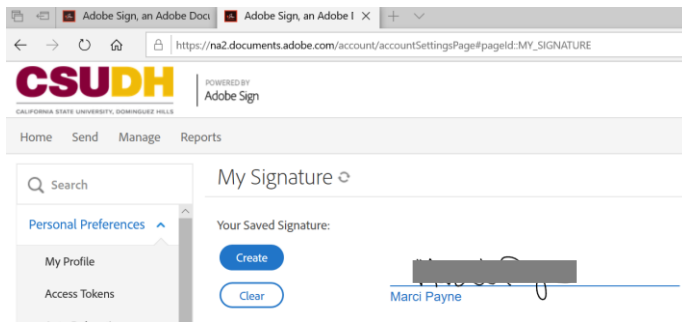 Adobe Sign, an Adobe Docu
Adobe Sign, an Adobe I
https://na2.documents.adobe.com/account/accountSettingsPage#pageId::MY_SIGNATURE
CSUDH
CALIFORNIA STATE UNIVERSITY, DOMINGUEZ HILLS
POWERED BY
Adobe Sign
Home Send Manage Reports
Search
My Signature
Personal Preferences
Your Saved Signature:
My Profile
Create
Access Tokens
Clear
Marci Payne